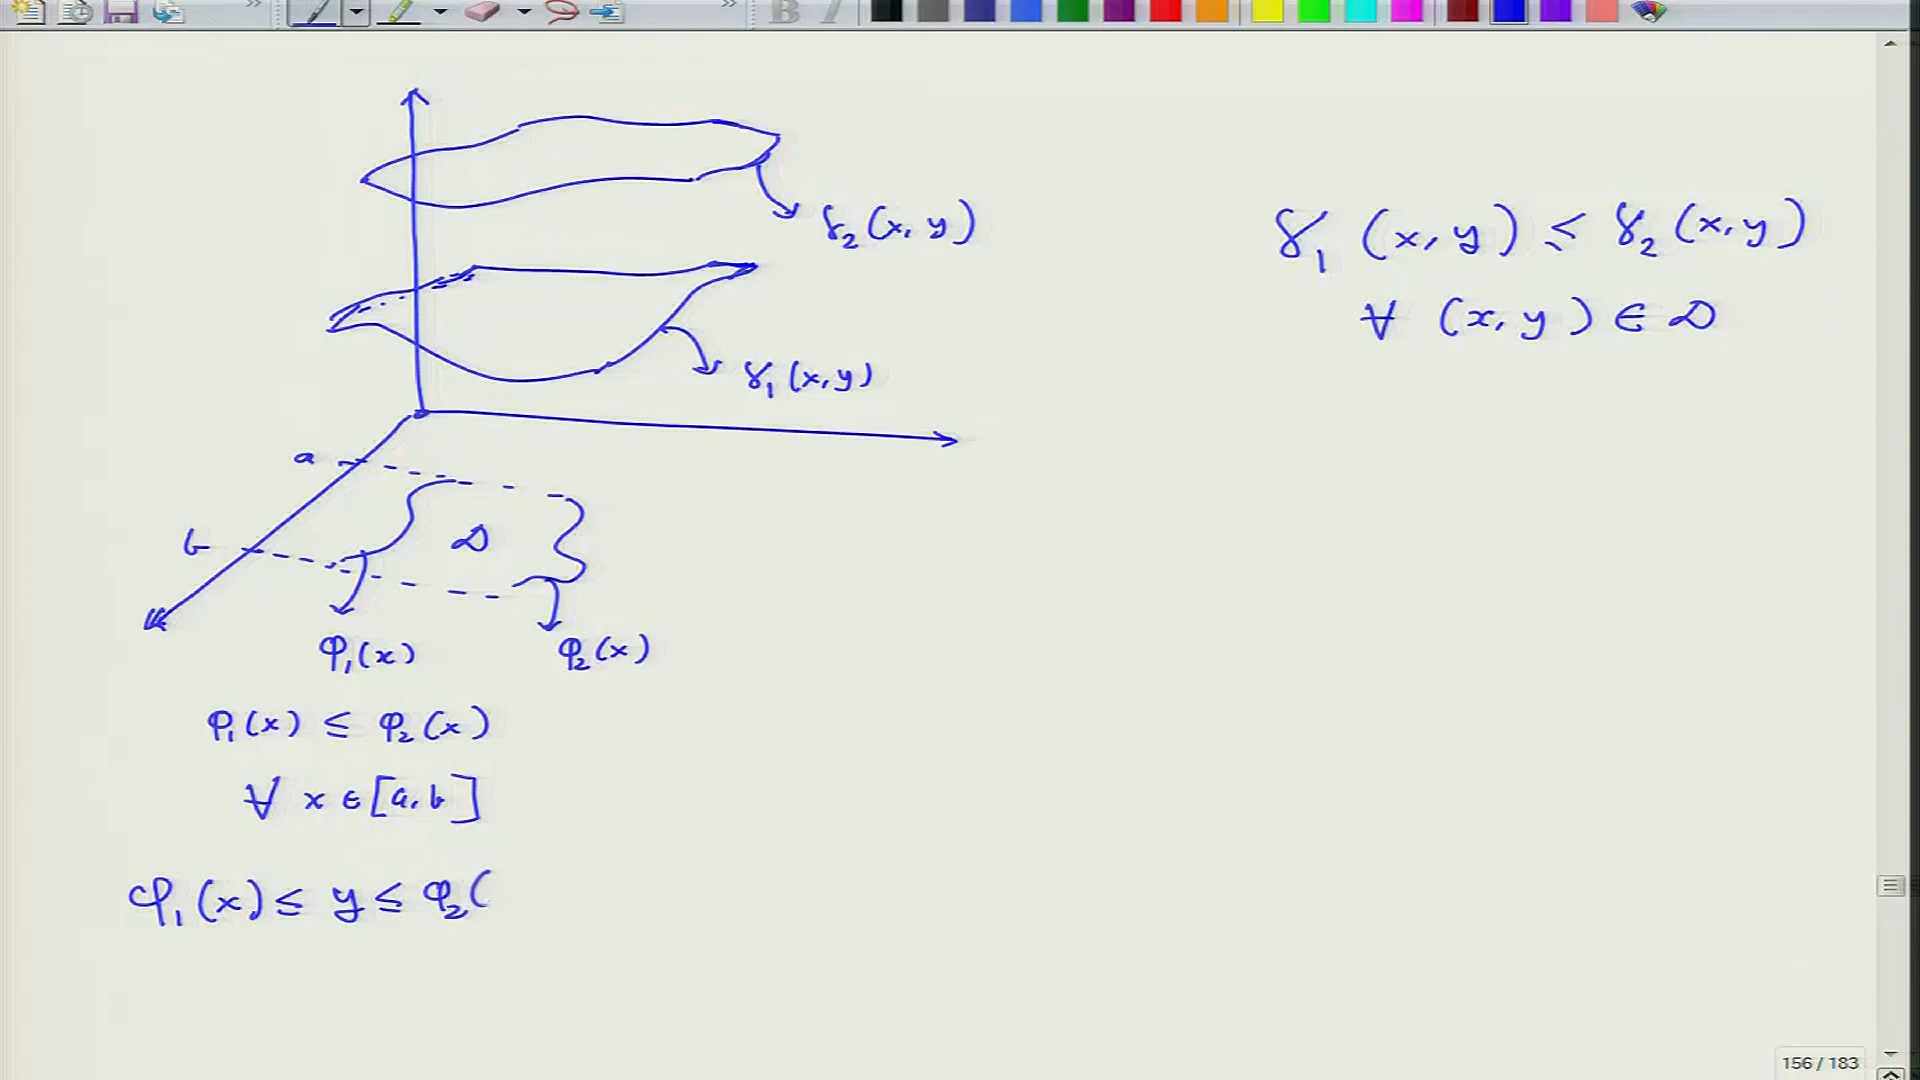 γ₂(x, y)
γ₁(x, y)
a
b
D
φ₁(x)
φ₂(x)
φ₁(x) ≤ φ₂(x)
∀ x ∈ [a, b]
φ₁(x) ≤ y ≤ φ₂(
γ₁(x, y) ≤ γ₂(x, y)
∀ (x, y) ∈ D
156 / 183